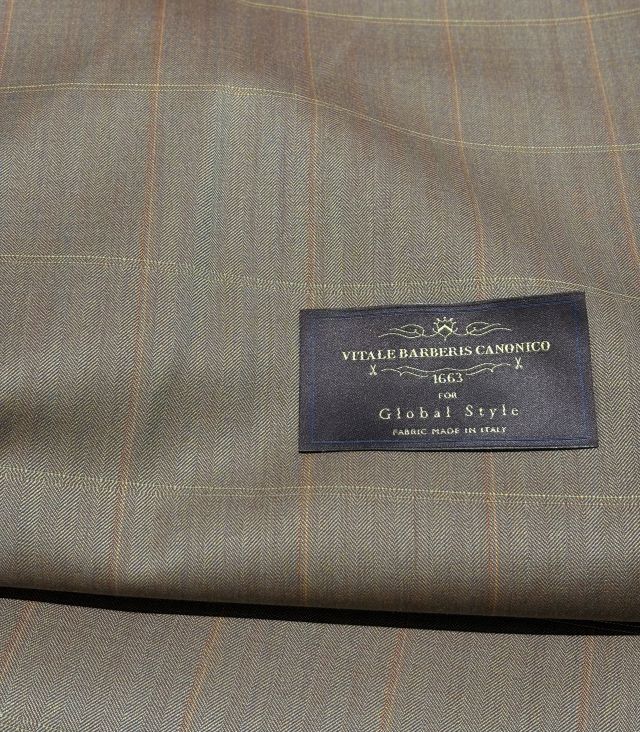 VITALE BARBERIS CANONICO
1663
FOR
Global Style
FABRIC MADE IN ITALY